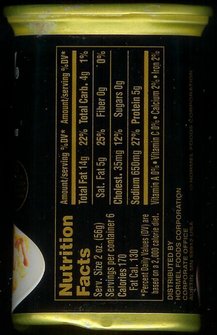 Nutrition
Facts
Serv. Size 2 oz. (56g)
Servings per container 6
Calories 170
Fat Cal. 130
*Percent Daily Values (DV) are
based on a 2,000 calorie diet.
Amount/serving %DV* Amount/serving %DV*
Total Fat 14g 22% Total Carb. 4g 1%
Sat. Fat 5g 25% Fiber 0g 0%
Cholest. 35mg 12% Sugars 0g
Sodium 650mg 27% Protein 5g
Vitamin A 0% • Vitamin C 0% • Calcium 2% • Iron 2%
DISTRIBUTED BY
HORMEL FOODS CORPORATION
CORPORATE OFFICE